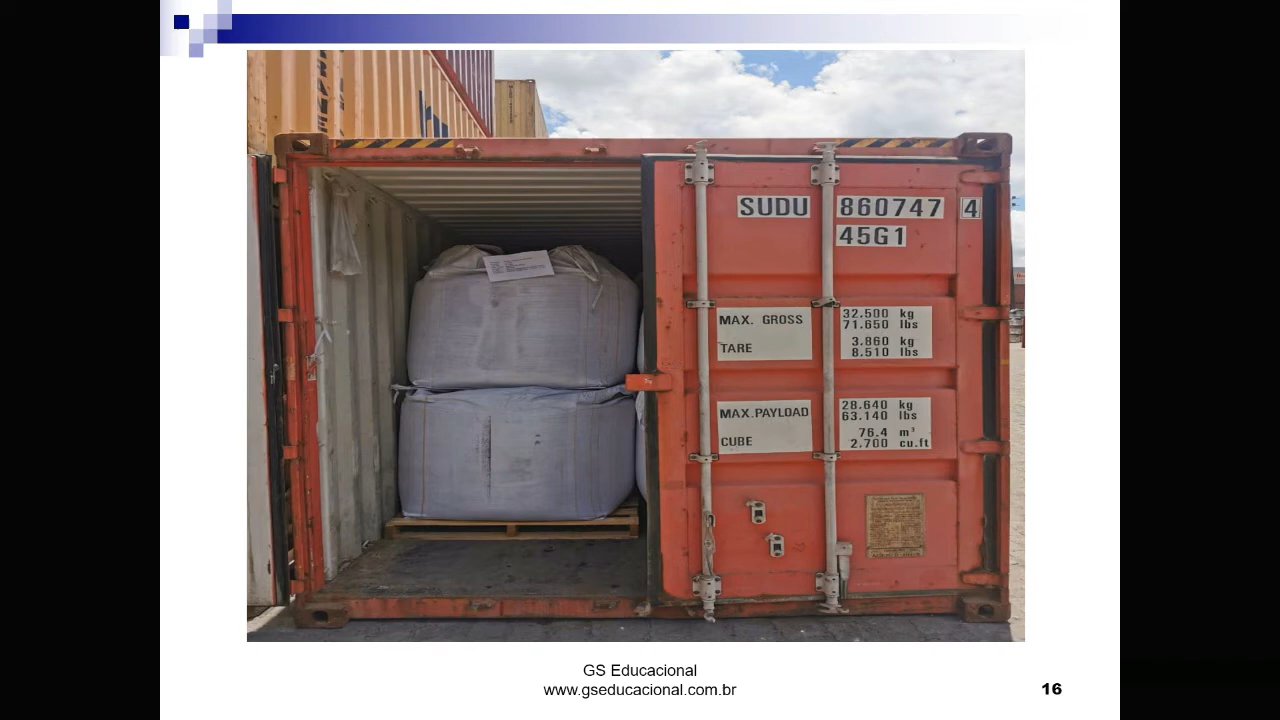 SUDU 860747 4
45G1
MAX. GROSS 32.500 kg
71.650 lbs
TARE 3.860 kg
8.510 lbs
MAX.PAYLOAD 28.640 kg
63.140 lbs
CUBE 76.4 m³
2.700 cu.ft
GS Educacional
www.gseducacional.com.br
16